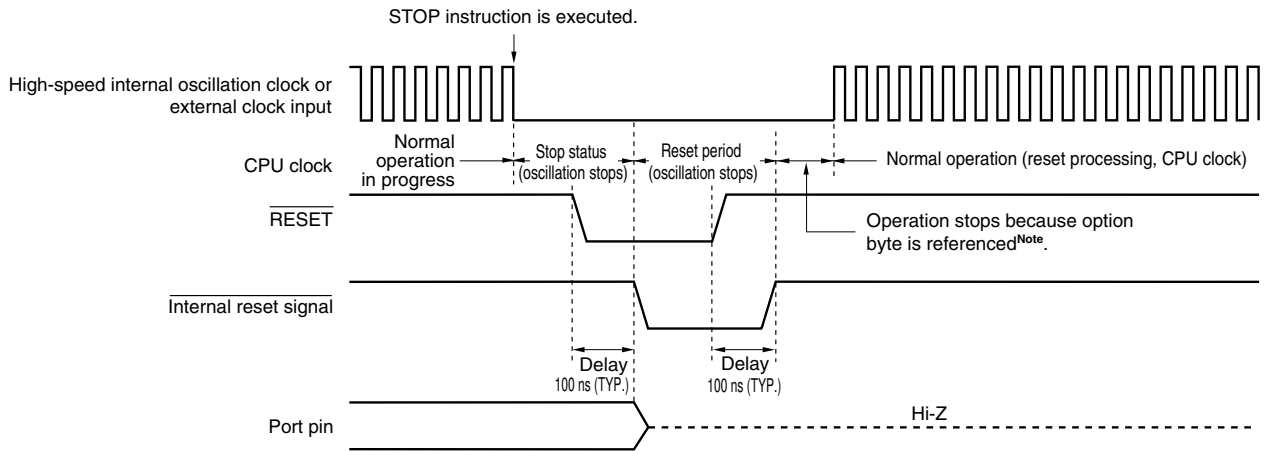 STOP instruction is executed.
High-speed internal oscillation clock or
external clock input
CPU clock
Normal
operation
in progress
Stop status
(oscillation stops)
Reset period
(oscillation stops)
Normal operation (reset processing, CPU clock)
RESET
Operation stops because option
byte is referencedNote.
Internal reset signal
Delay
100 ns (TYP.)
Delay
100 ns (TYP.)
Port pin
Hi-Z